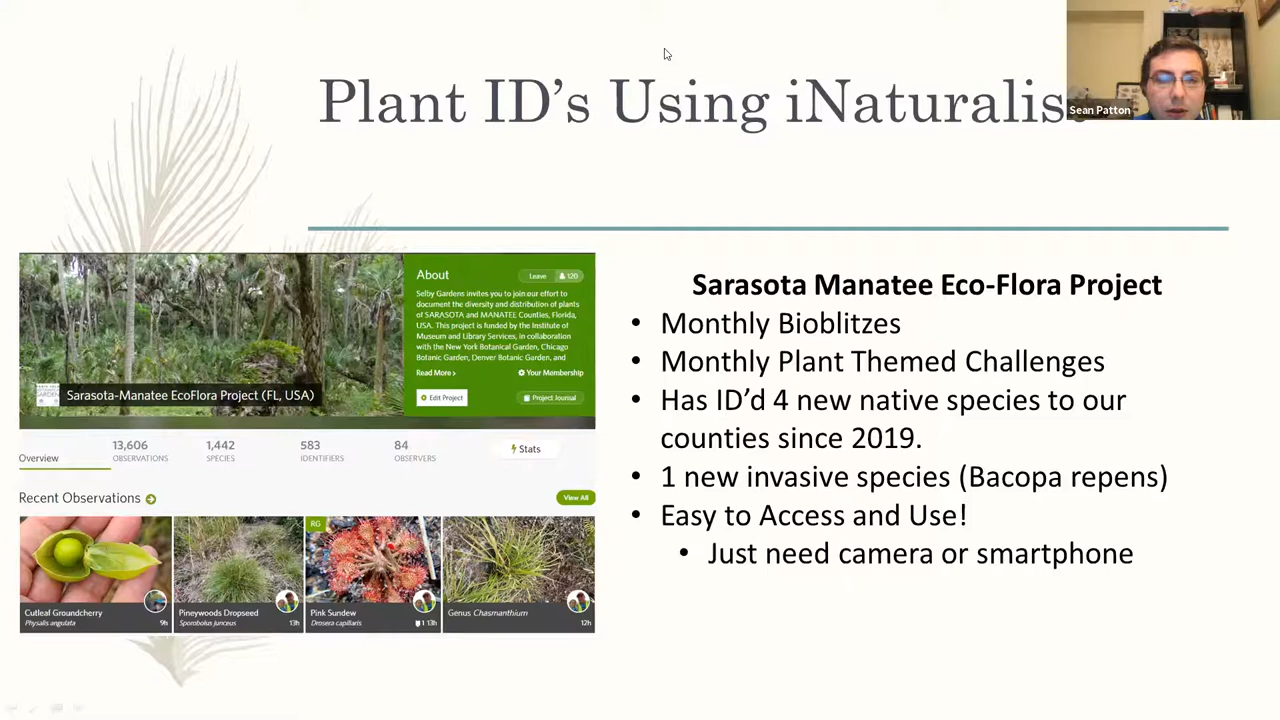 Plant ID's Using iNaturalis
Sean Patton
About
Leave 120
Selby Gardens invites you to join our effort to
document the diversity and distribution of plants
of SARASOTA and MANATEE Counties, Florida,
USA. This project is funded by the Institute of
Museum and Library Services, in collaboration
with the New York Botanical Garden, Chicago
Botanic Garden, Denver Botanic Garden, and
Read More > Your Membership
Edit Project Project Journal
Sarasota-Manatee EcoFlora Project (FL, USA)
Overview
13,606
OBSERVATIONS
1,442
SPECIES
583
IDENTIFIERS
84
OBSERVERS
Stats
Recent Observations
View All
RG
Cutleaf Groundcherry
Physalis angulata 9h
Pineywoods Dropseed
Sporobolus junceus 13h
Pink Sundew
Drosera capillaris 1 13h
Genus Chasmanthium
12h
Sarasota Manatee Eco-Flora Project
• Monthly Bioblitzes
• Monthly Plant Themed Challenges
• Has ID'd 4 new native species to our
counties since 2019.
• 1 new invasive species (Bacopa repens)
• Easy to Access and Use!
• Just need camera or smartphone